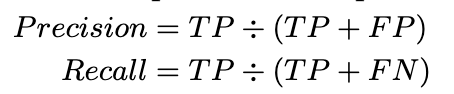 Precision = TP ÷ (TP + FP)
Recall = TP ÷ (TP + FN)